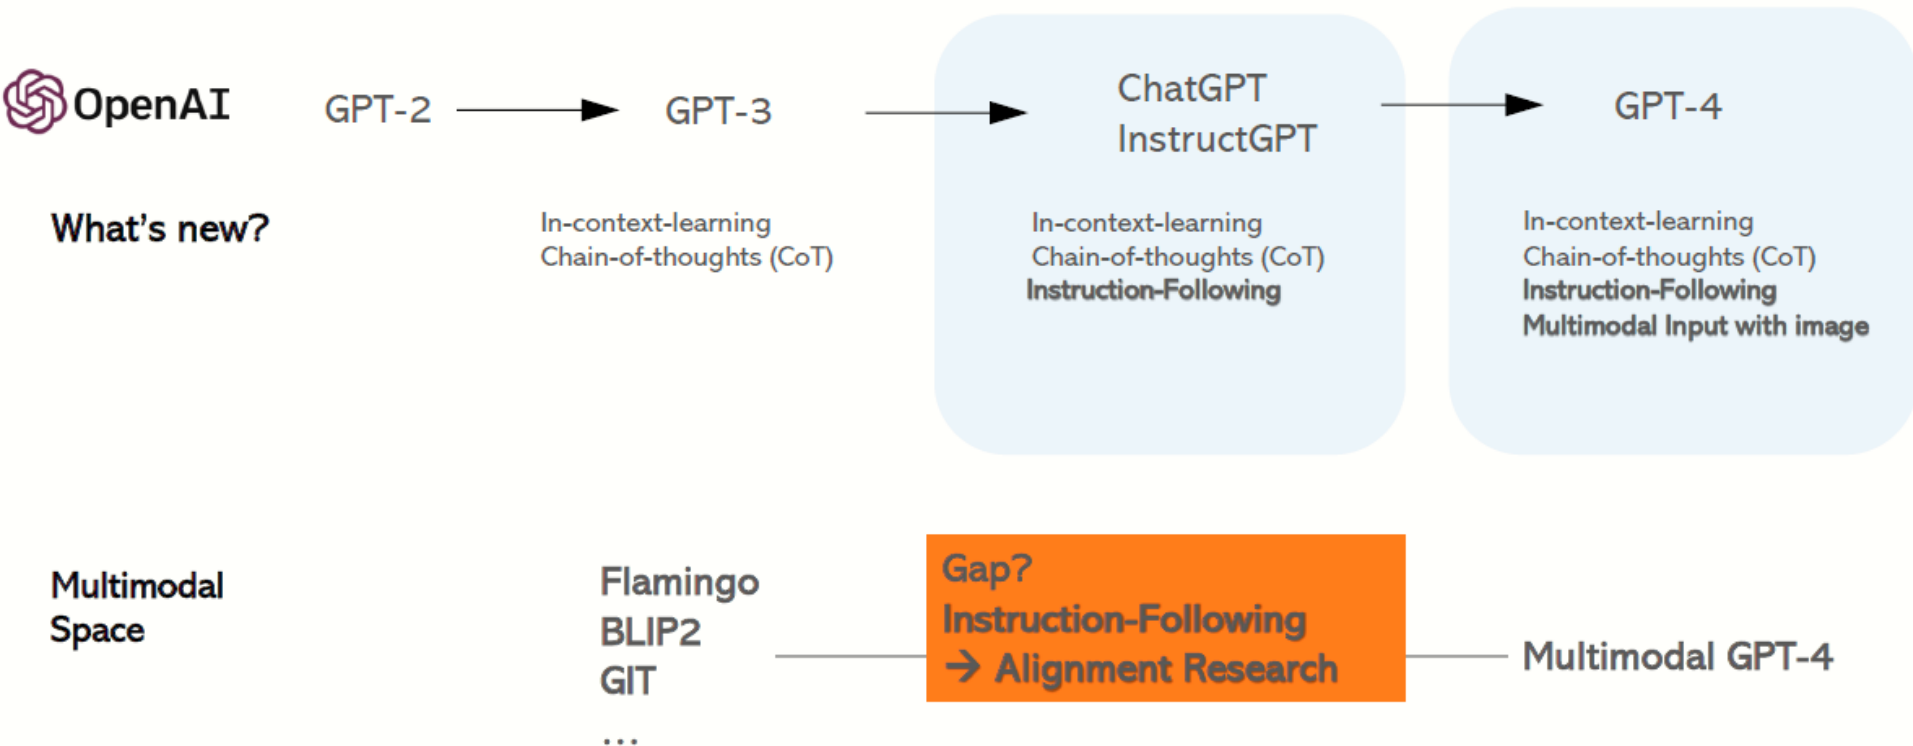 OpenAI
GPT-2
GPT-3
ChatGPT
InstructGPT
GPT-4
What's new?
In-context-learning
Chain-of-thoughts (CoT)
In-context-learning
Chain-of-thoughts (CoT)
Instruction-Following
In-context-learning
Chain-of-thoughts (CoT)
Instruction-Following
Multimodal Input with image
Multimodal
Space
Flamingo
BLIP2
GIT
...
Gap?
Instruction-Following
→ Alignment Research
Multimodal GPT-4